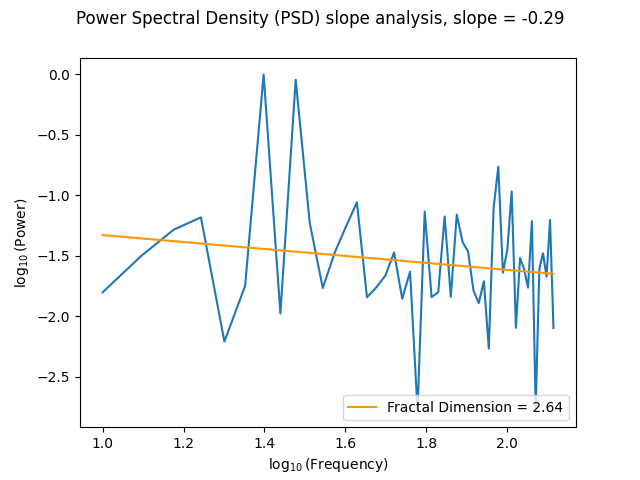 Power Spectral Density (PSD) slope analysis, slope = -0.29
0.0
−0.5
−1.0
−1.5
−2.0
−2.5
log₁₀(Power)
Fractal Dimension = 2.64
1.0 1.2 1.4 1.6 1.8 2.0
log₁₀(Frequency)